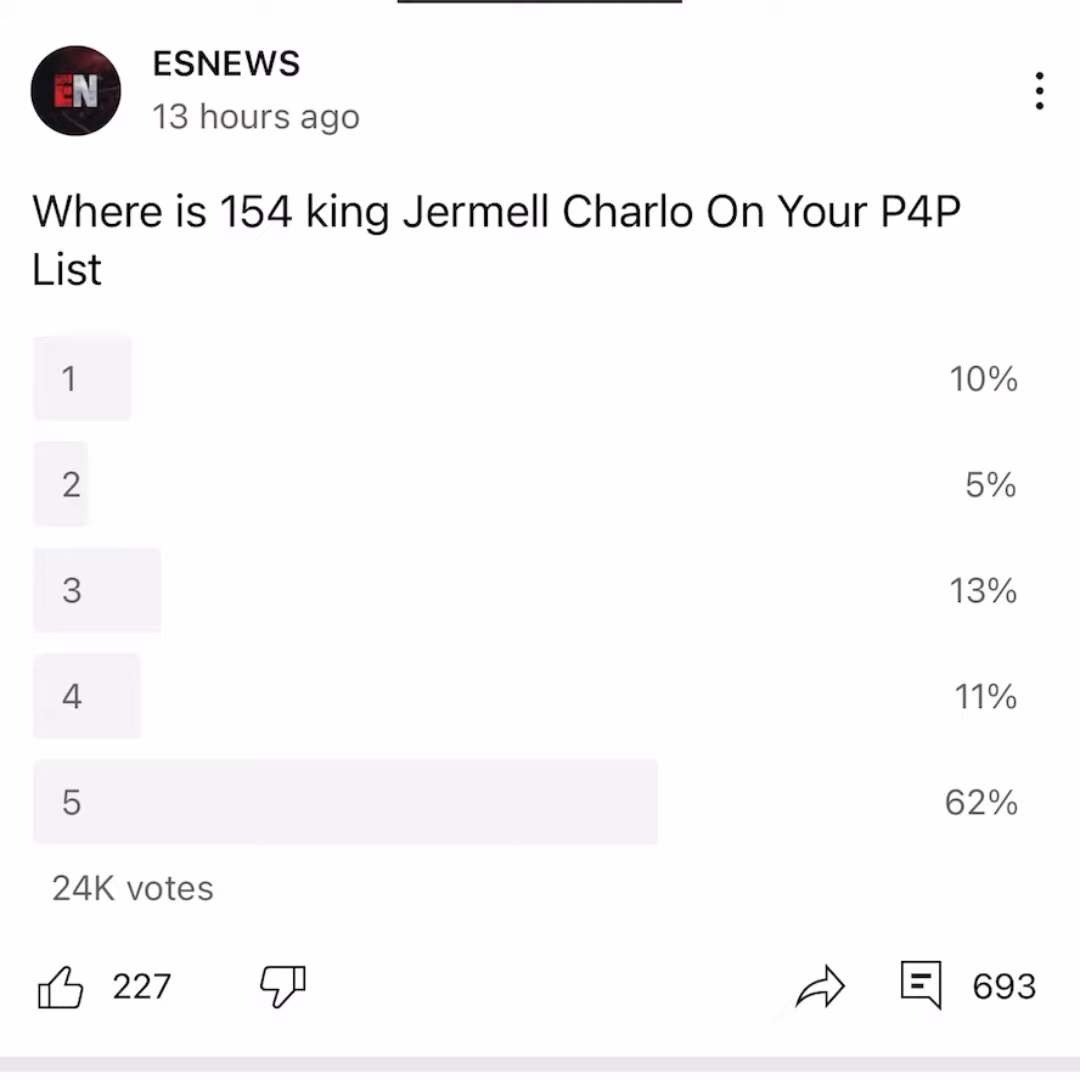 EN
ESNEWS
13 hours ago
Where is 154 king Jermell Charlo On Your P4P
List
1 10%
2 5%
3 13%
4 11%
5 62%
24K votes
227 693